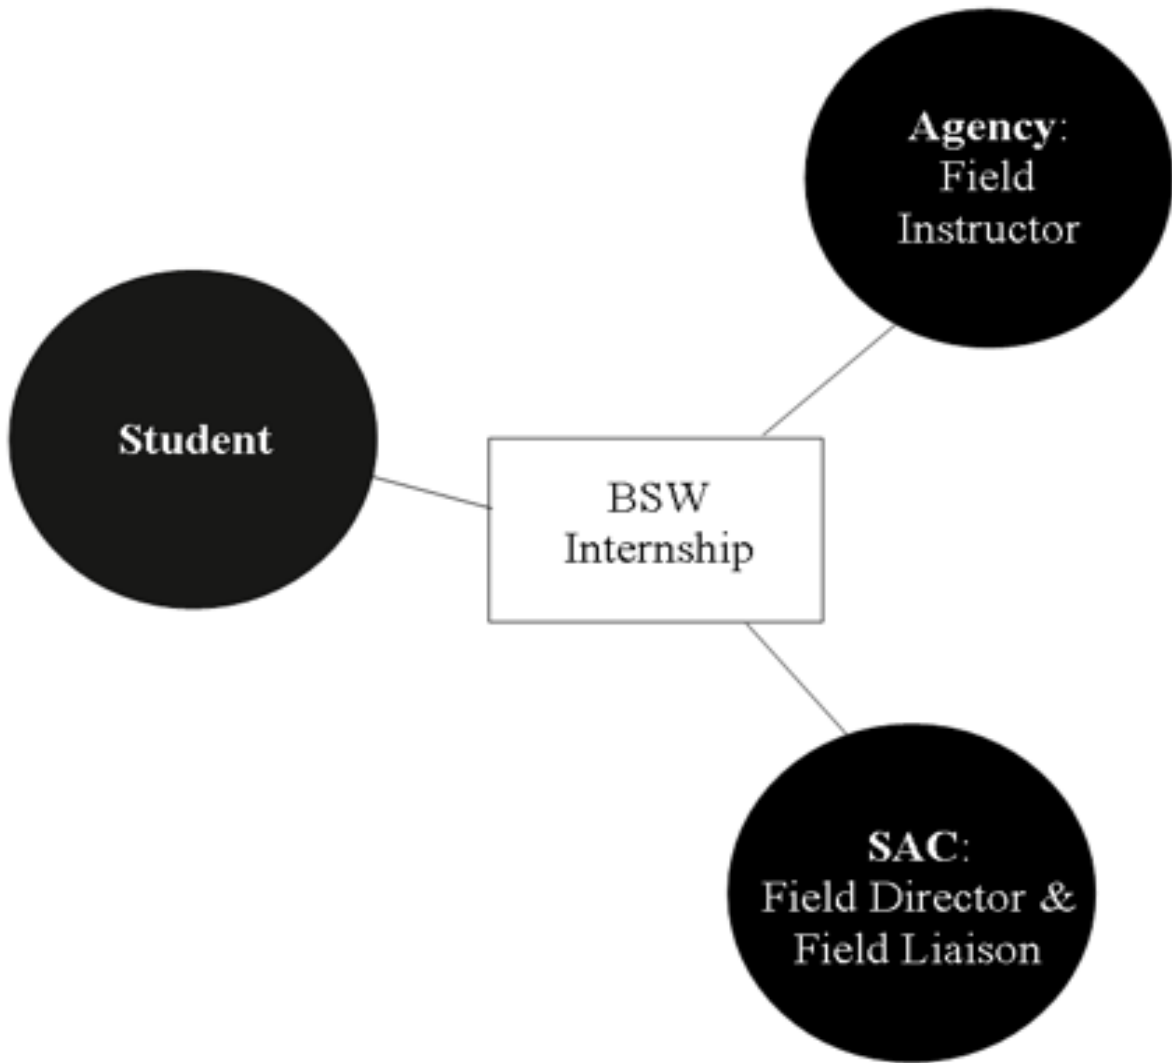 Agency:
Field
Instructor
Student
BSW
Internship
SAC:
Field Director &
Field Liaison